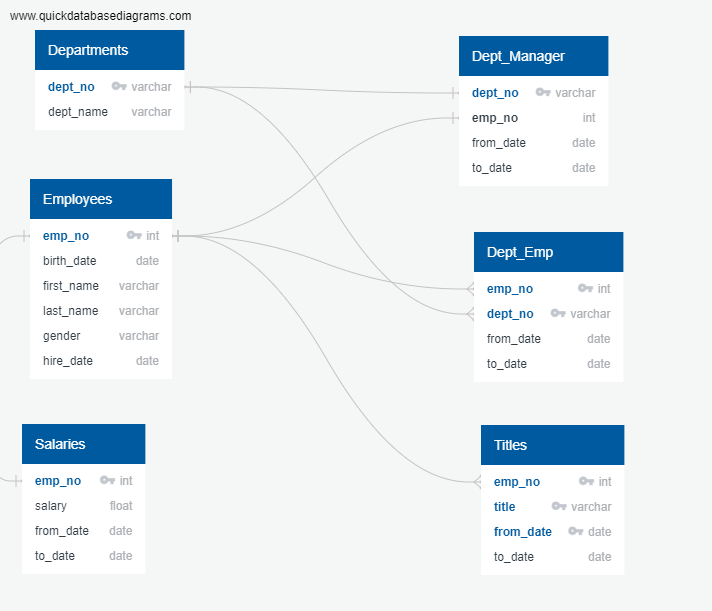 www.quickdatabasediagrams.com
Departments
dept_no varchar
dept_name varchar
Dept_Manager
dept_no varchar
emp_no int
from_date date
to_date date
Employees
emp_no int
birth_date date
first_name varchar
last_name varchar
gender varchar
hire_date date
Dept_Emp
emp_no int
dept_no varchar
from_date date
to_date date
Salaries
emp_no int
salary float
from_date date
to_date date
Titles
emp_no int
title varchar
from_date date
to_date date